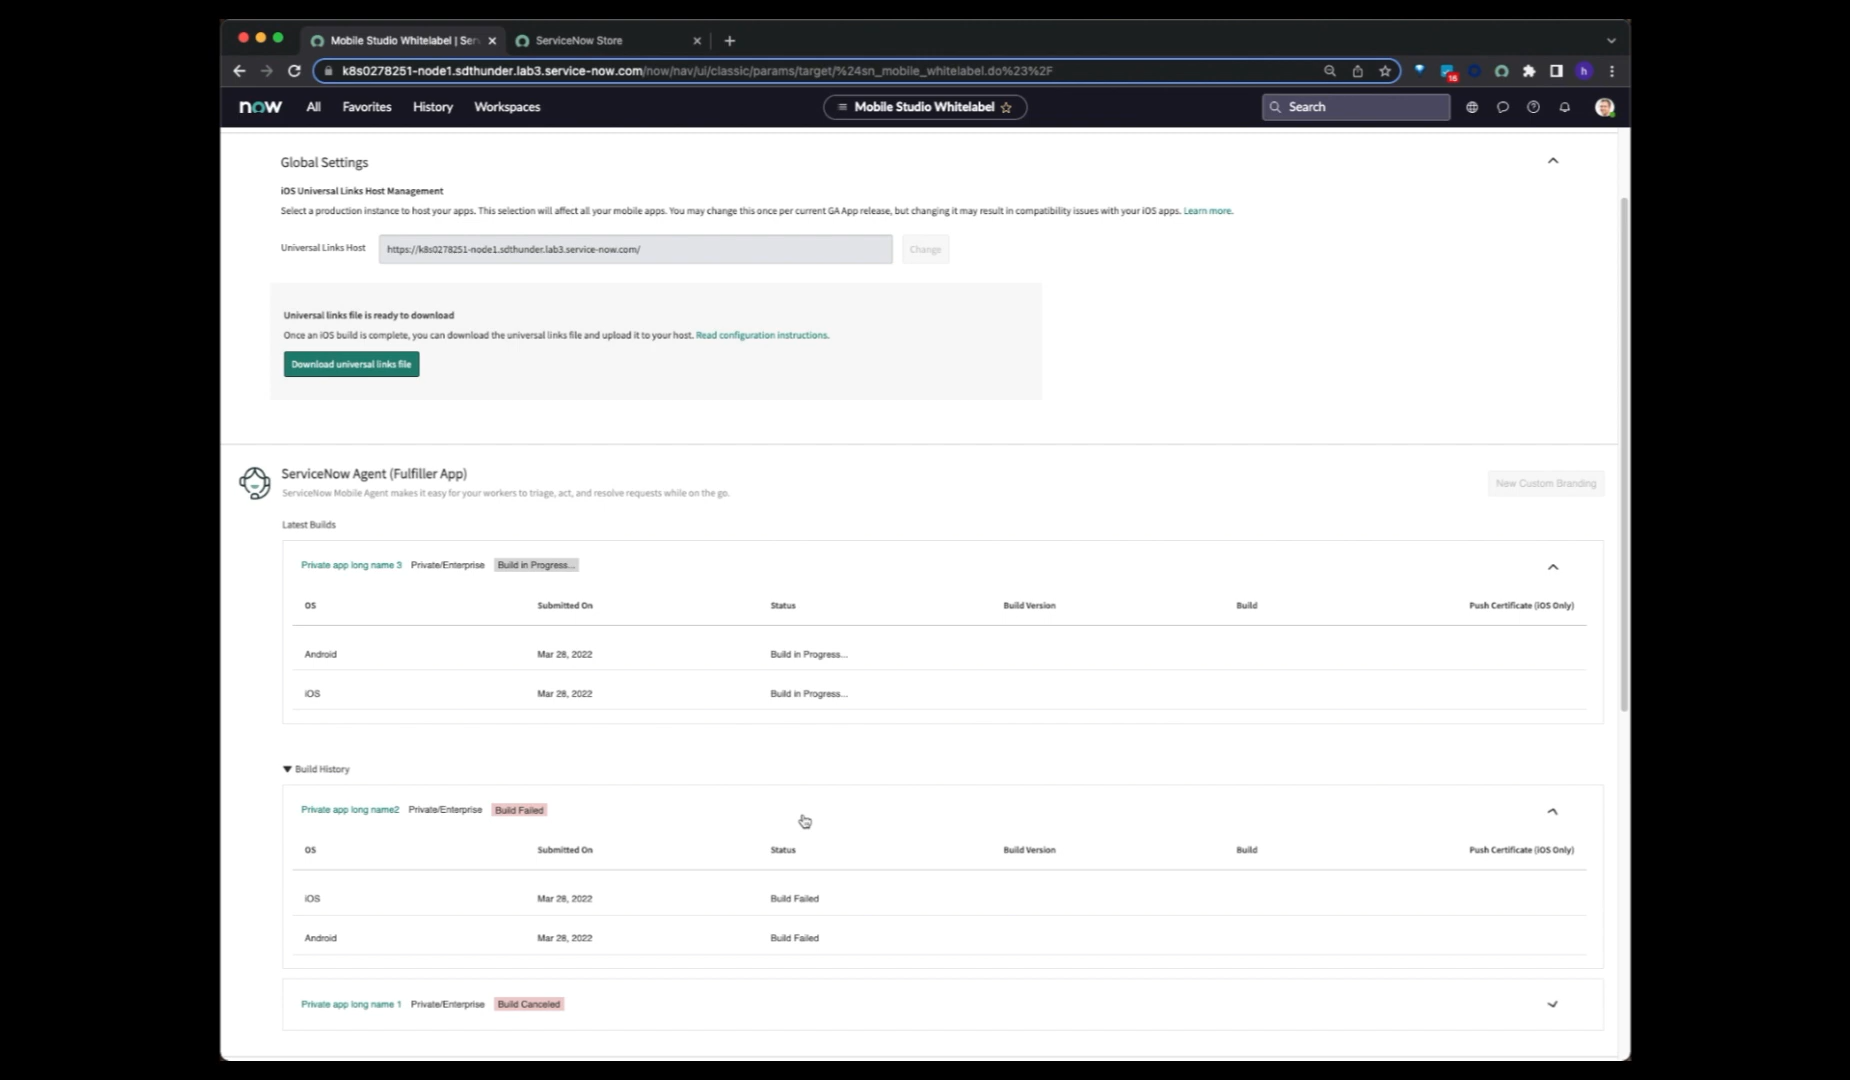 Mobile Studio Whitelabel | Ser
ServiceNow Store
k8s0278251-node1.sdthunder.lab3.service-now.com/now/nav/ui/classic/params/target/%24sn_mobile_whitelabel.do%23%2F
16
h
now
All
Favorites
History
Workspaces
Mobile Studio Whitelabel
Search
Global Settings
iOS Universal Links Host Management
Select a production instance to host your apps. This selection will affect all your mobile apps. You may change this once per current GA App release, but changing it may result in compatibility issues with your iOS apps. Learn more.
Universal Links Host
https://k8s0278251-node1.sdthunder.lab3.service-now.com/
Change
Universal links file is ready to download
Once an iOS build is complete, you can download the universal links file and upload it to your host. Read configuration instructions.
Download universal links file
ServiceNow Agent (Fulfiller App)
ServiceNow Mobile Agent makes it easy for your workers to triage, act, and resolve requests while on the go.
New Custom Branding
Latest Builds
Private app long name 3 Private/Enterprise Build in Progress...
OS Submitted On Status Build Version Build Push Certificate (iOS Only)
Android Mar 28, 2022 Build in Progress...
iOS Mar 28, 2022 Build in Progress...
Build History
Private app long name2 Private/Enterprise Build Failed
OS Submitted On Status Build Version Build Push Certificate (iOS Only)
iOS Mar 28, 2022 Build Failed
Android Mar 28, 2022 Build Failed
Private app long name 1 Private/Enterprise Build Canceled